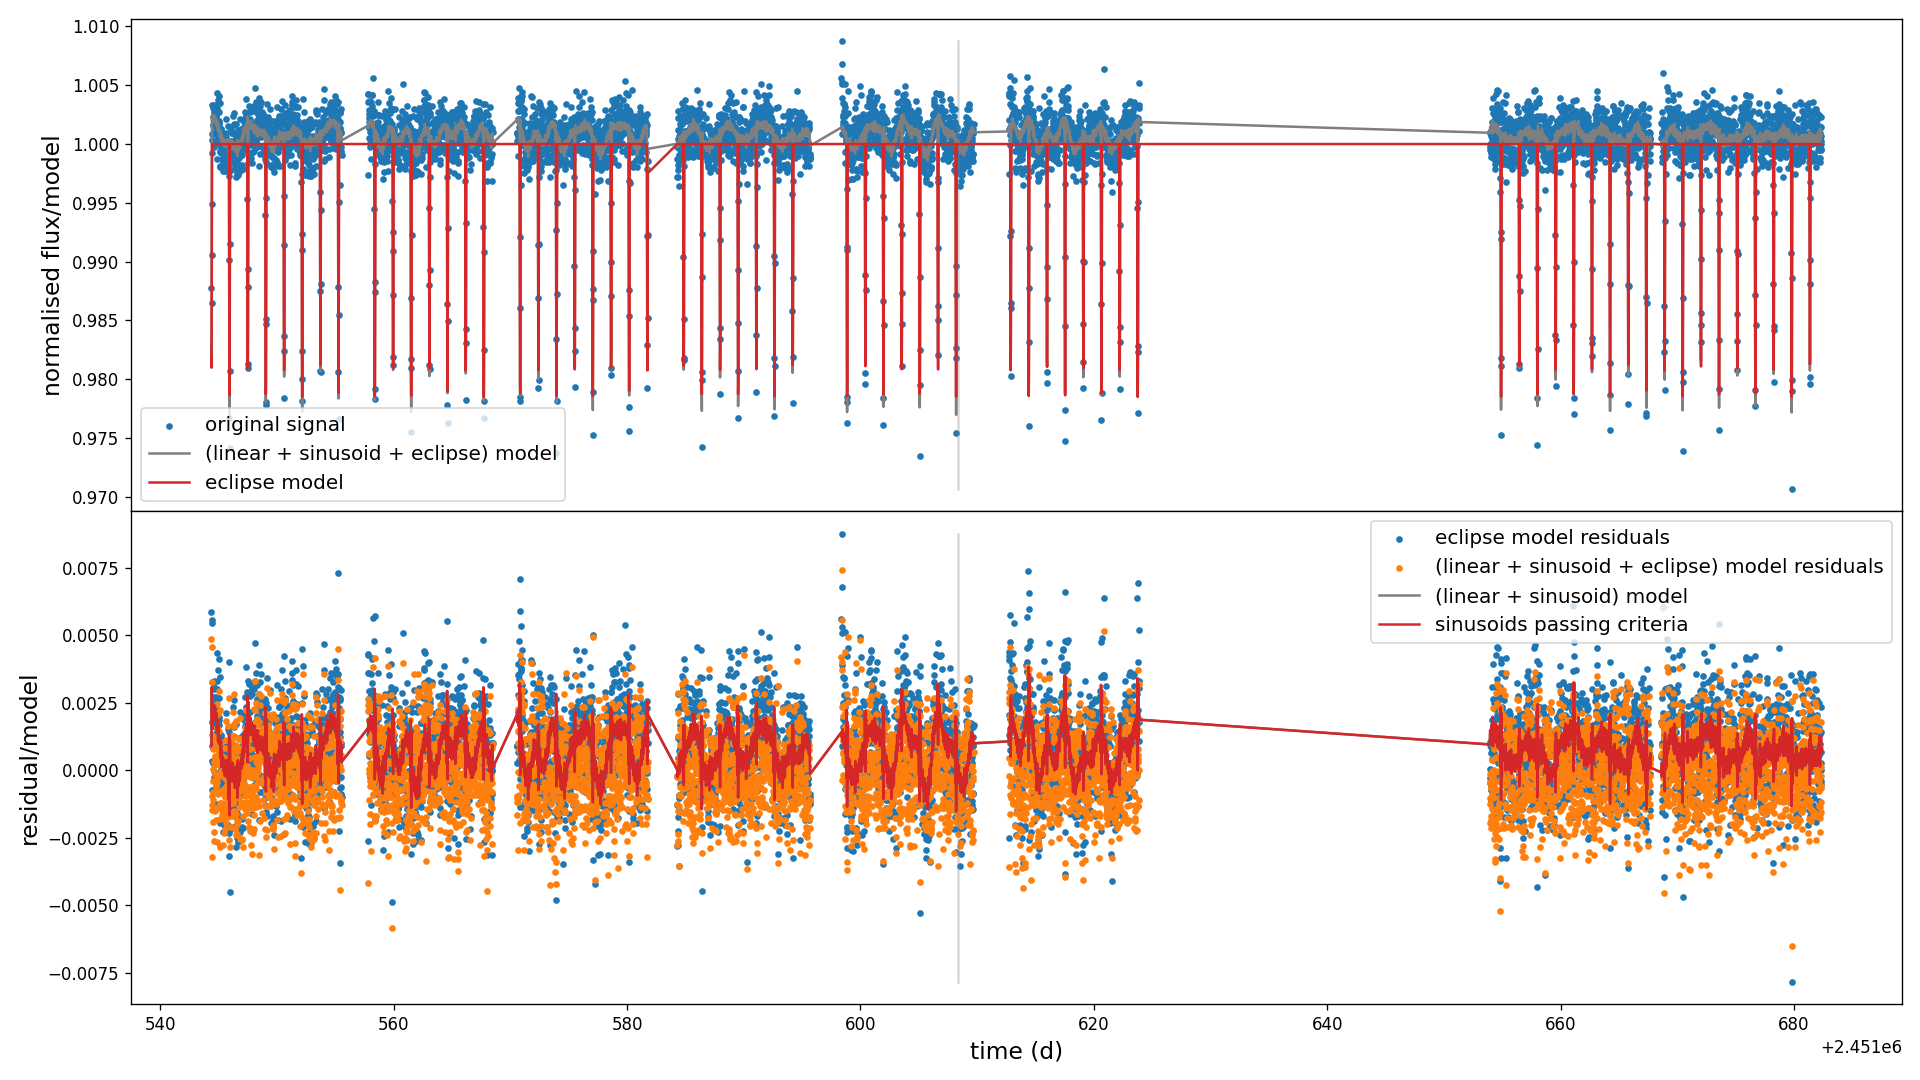 1.010
1.005
1.000
0.995
0.990
0.985
0.980
0.975
0.970
normalised flux/model
original signal
(linear + sinusoid + eclipse) model
eclipse model
0.0075
0.0050
0.0025
0.0000
−0.0025
−0.0050
−0.0075
residual/model
eclipse model residuals
(linear + sinusoid + eclipse) model residuals
(linear + sinusoid) model
sinusoids passing criteria
540 560 580 600 620 640 660 680
+2.451e6
time (d)